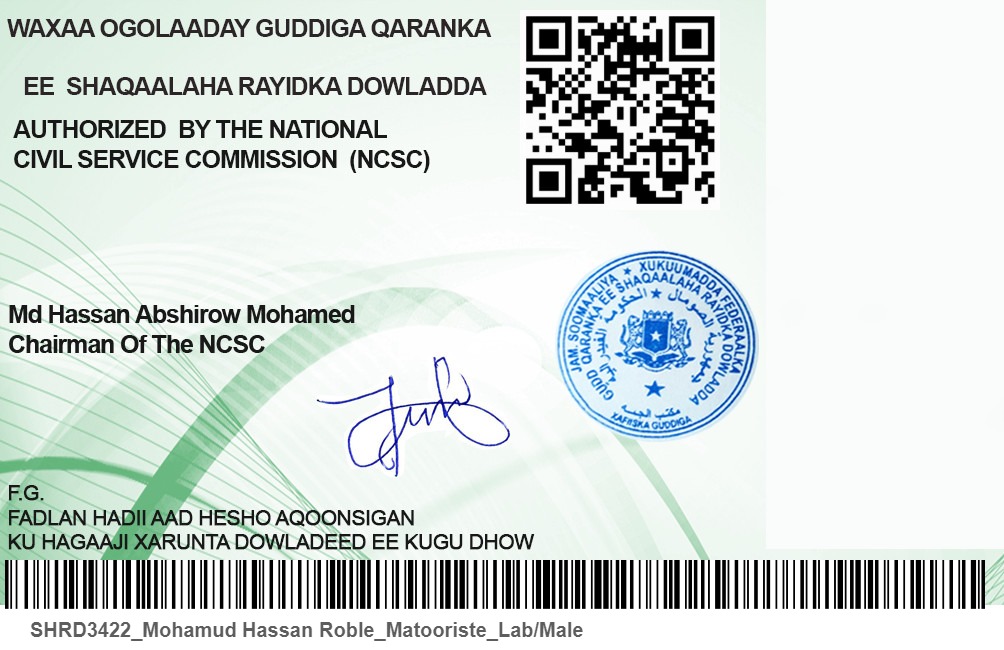 WAXAA OGOLAADAY GUDDIGA QARANKA
EE SHAQAALAHA RAYIDKA DOWLADDA
AUTHORIZED BY THE NATIONAL
CIVIL SERVICE COMMISSION (NCSC)
JAM. SOOMAALIYA ★ XUKUUMADDA FEDERAALKA
GUDD QARANKA EE SHAQAALAHA RAYIDKA DOWLADDA
مكتب
XAFIISKA GUDDIGA
Md Hassan Abshirow Mohamed
Chairman Of The NCSC
F.G.
FADLAN HADII AAD HESHO AQOONSIGAN
KU HAGAAJI XARUNTA DOWLADEED EE KUGU DHOW
SHRD3422_Mohamud Hassan Roble_Matooriste_Lab/Male